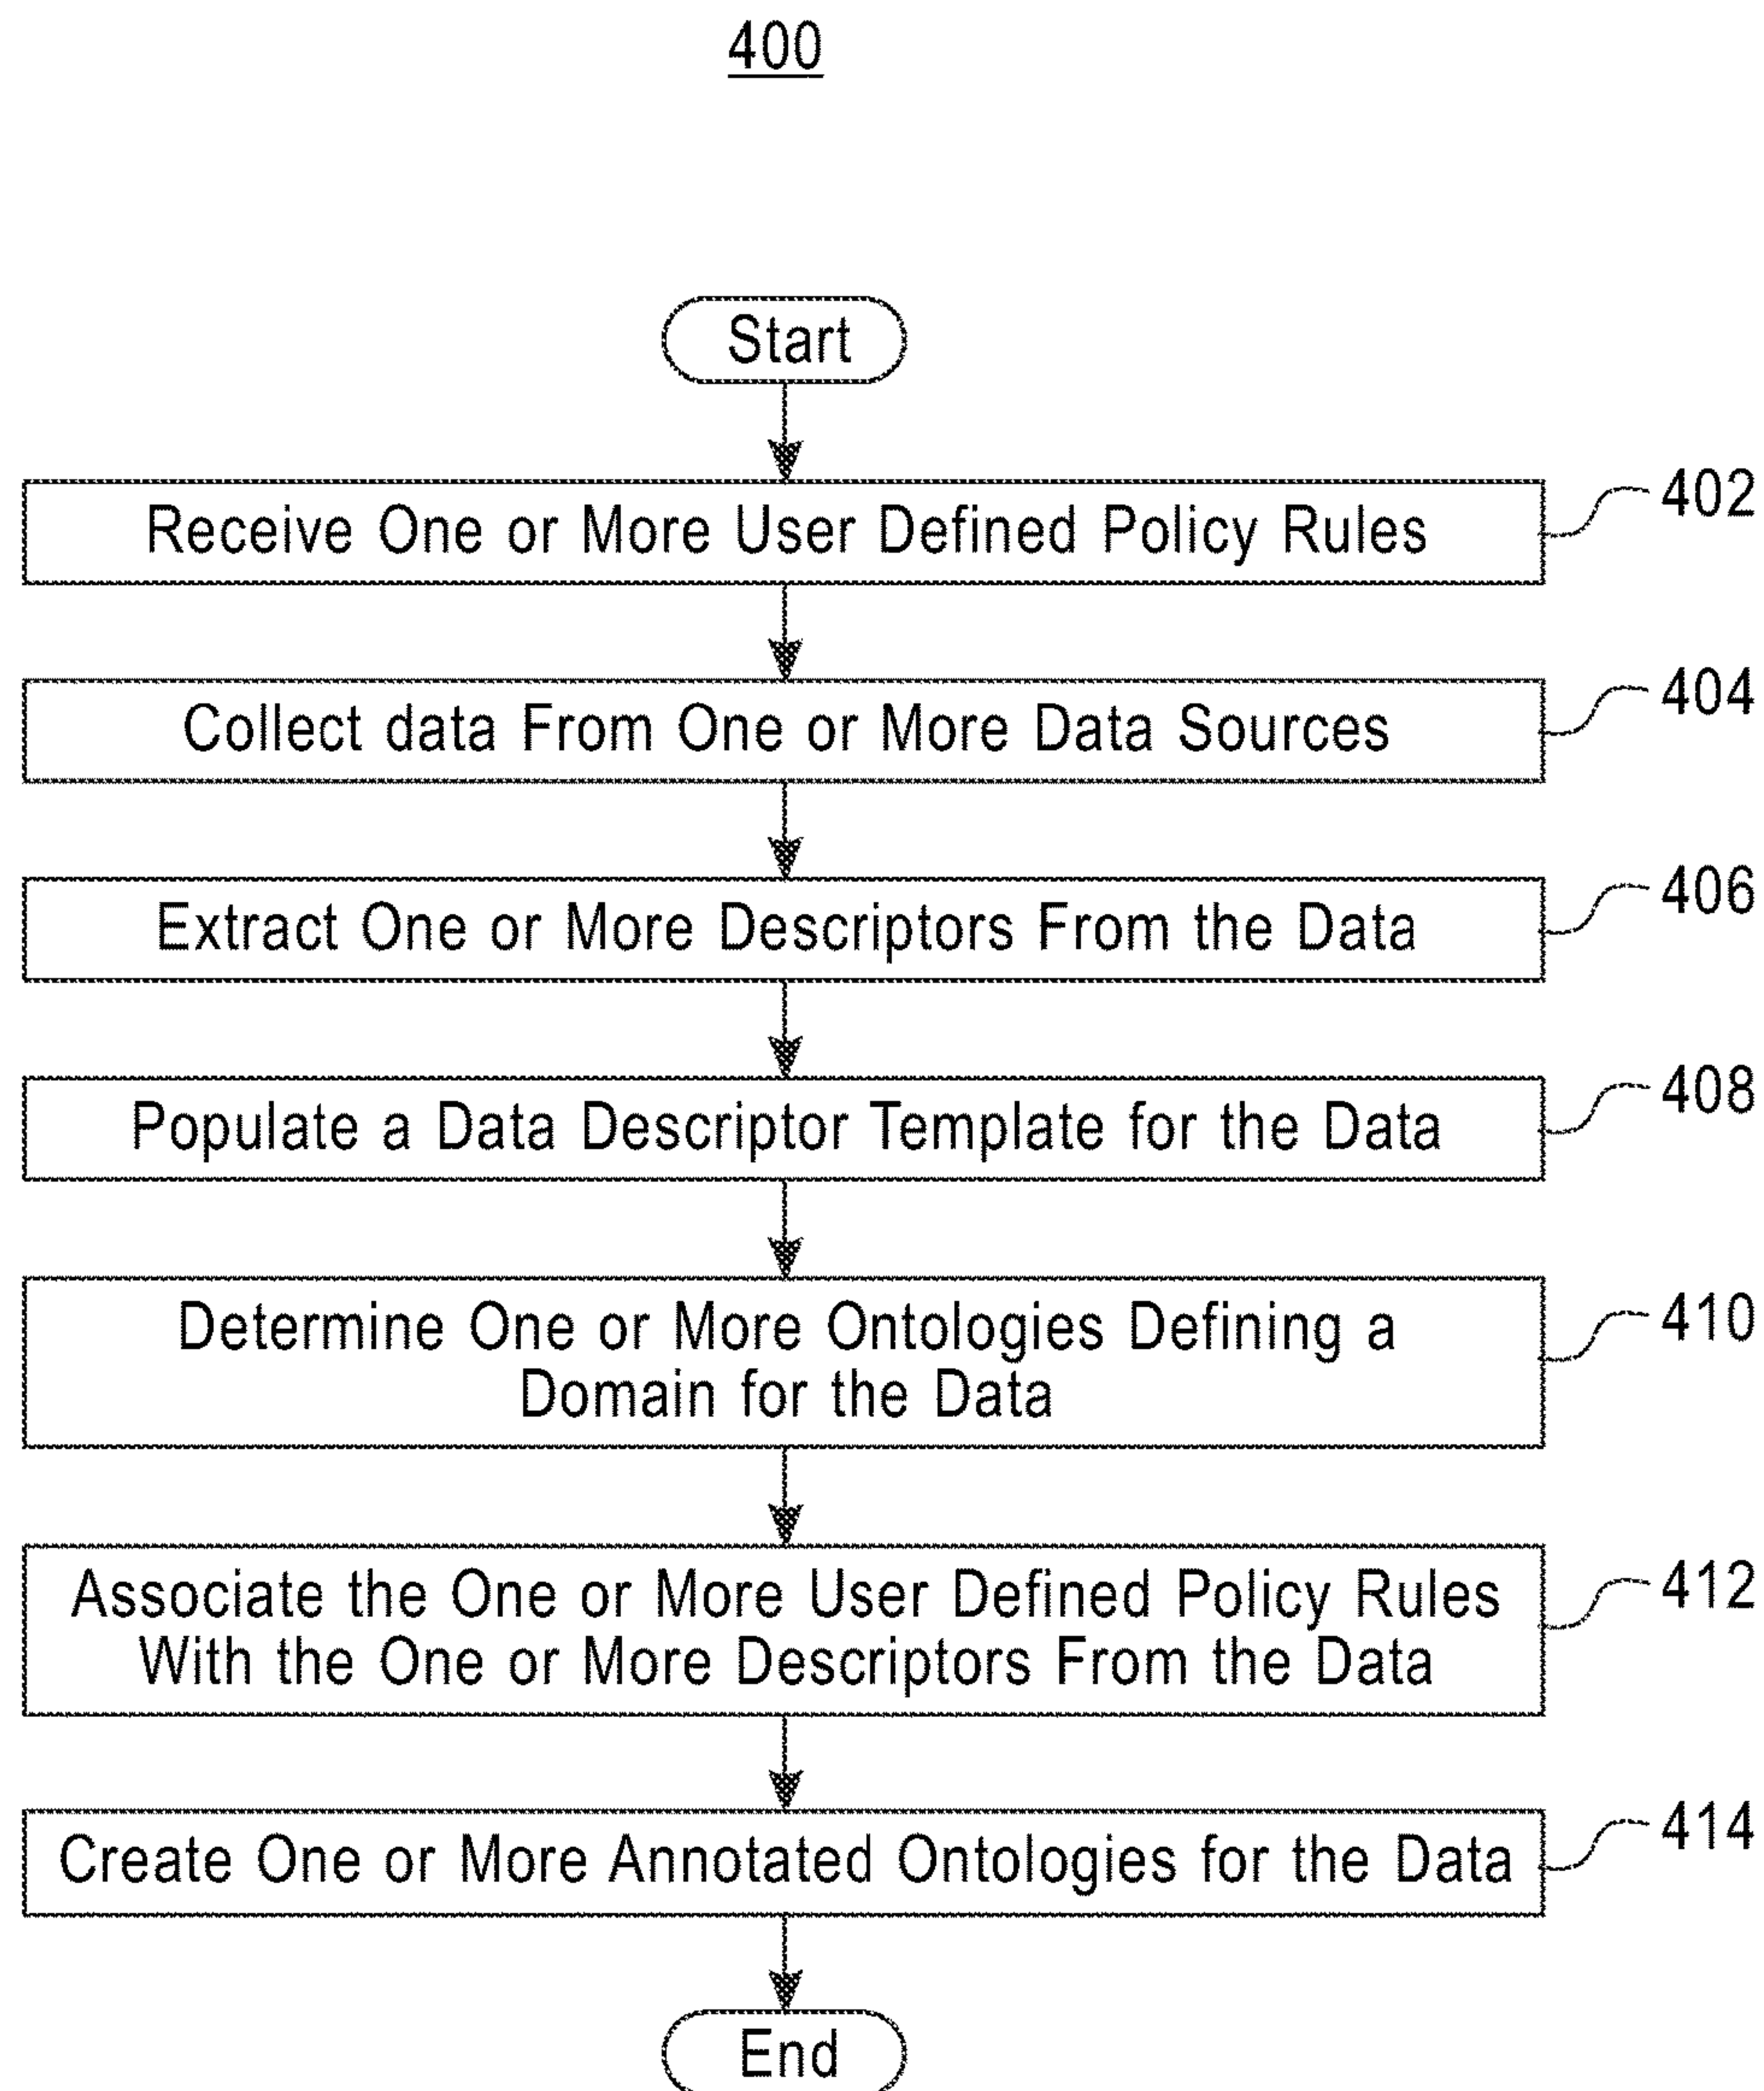 400
Start
Receive One or More User Defined Policy Rules
402
Collect data From One or More Data Sources
404
Extract One or More Descriptors From the Data
406
Populate a Data Descriptor Template for the Data
408
Determine One or More Ontologies Defining a
Domain for the Data
410
Associate the One or More User Defined Policy Rules
With the One or More Descriptors From the Data
412
Create One or More Annotated Ontologies for the Data
414
End